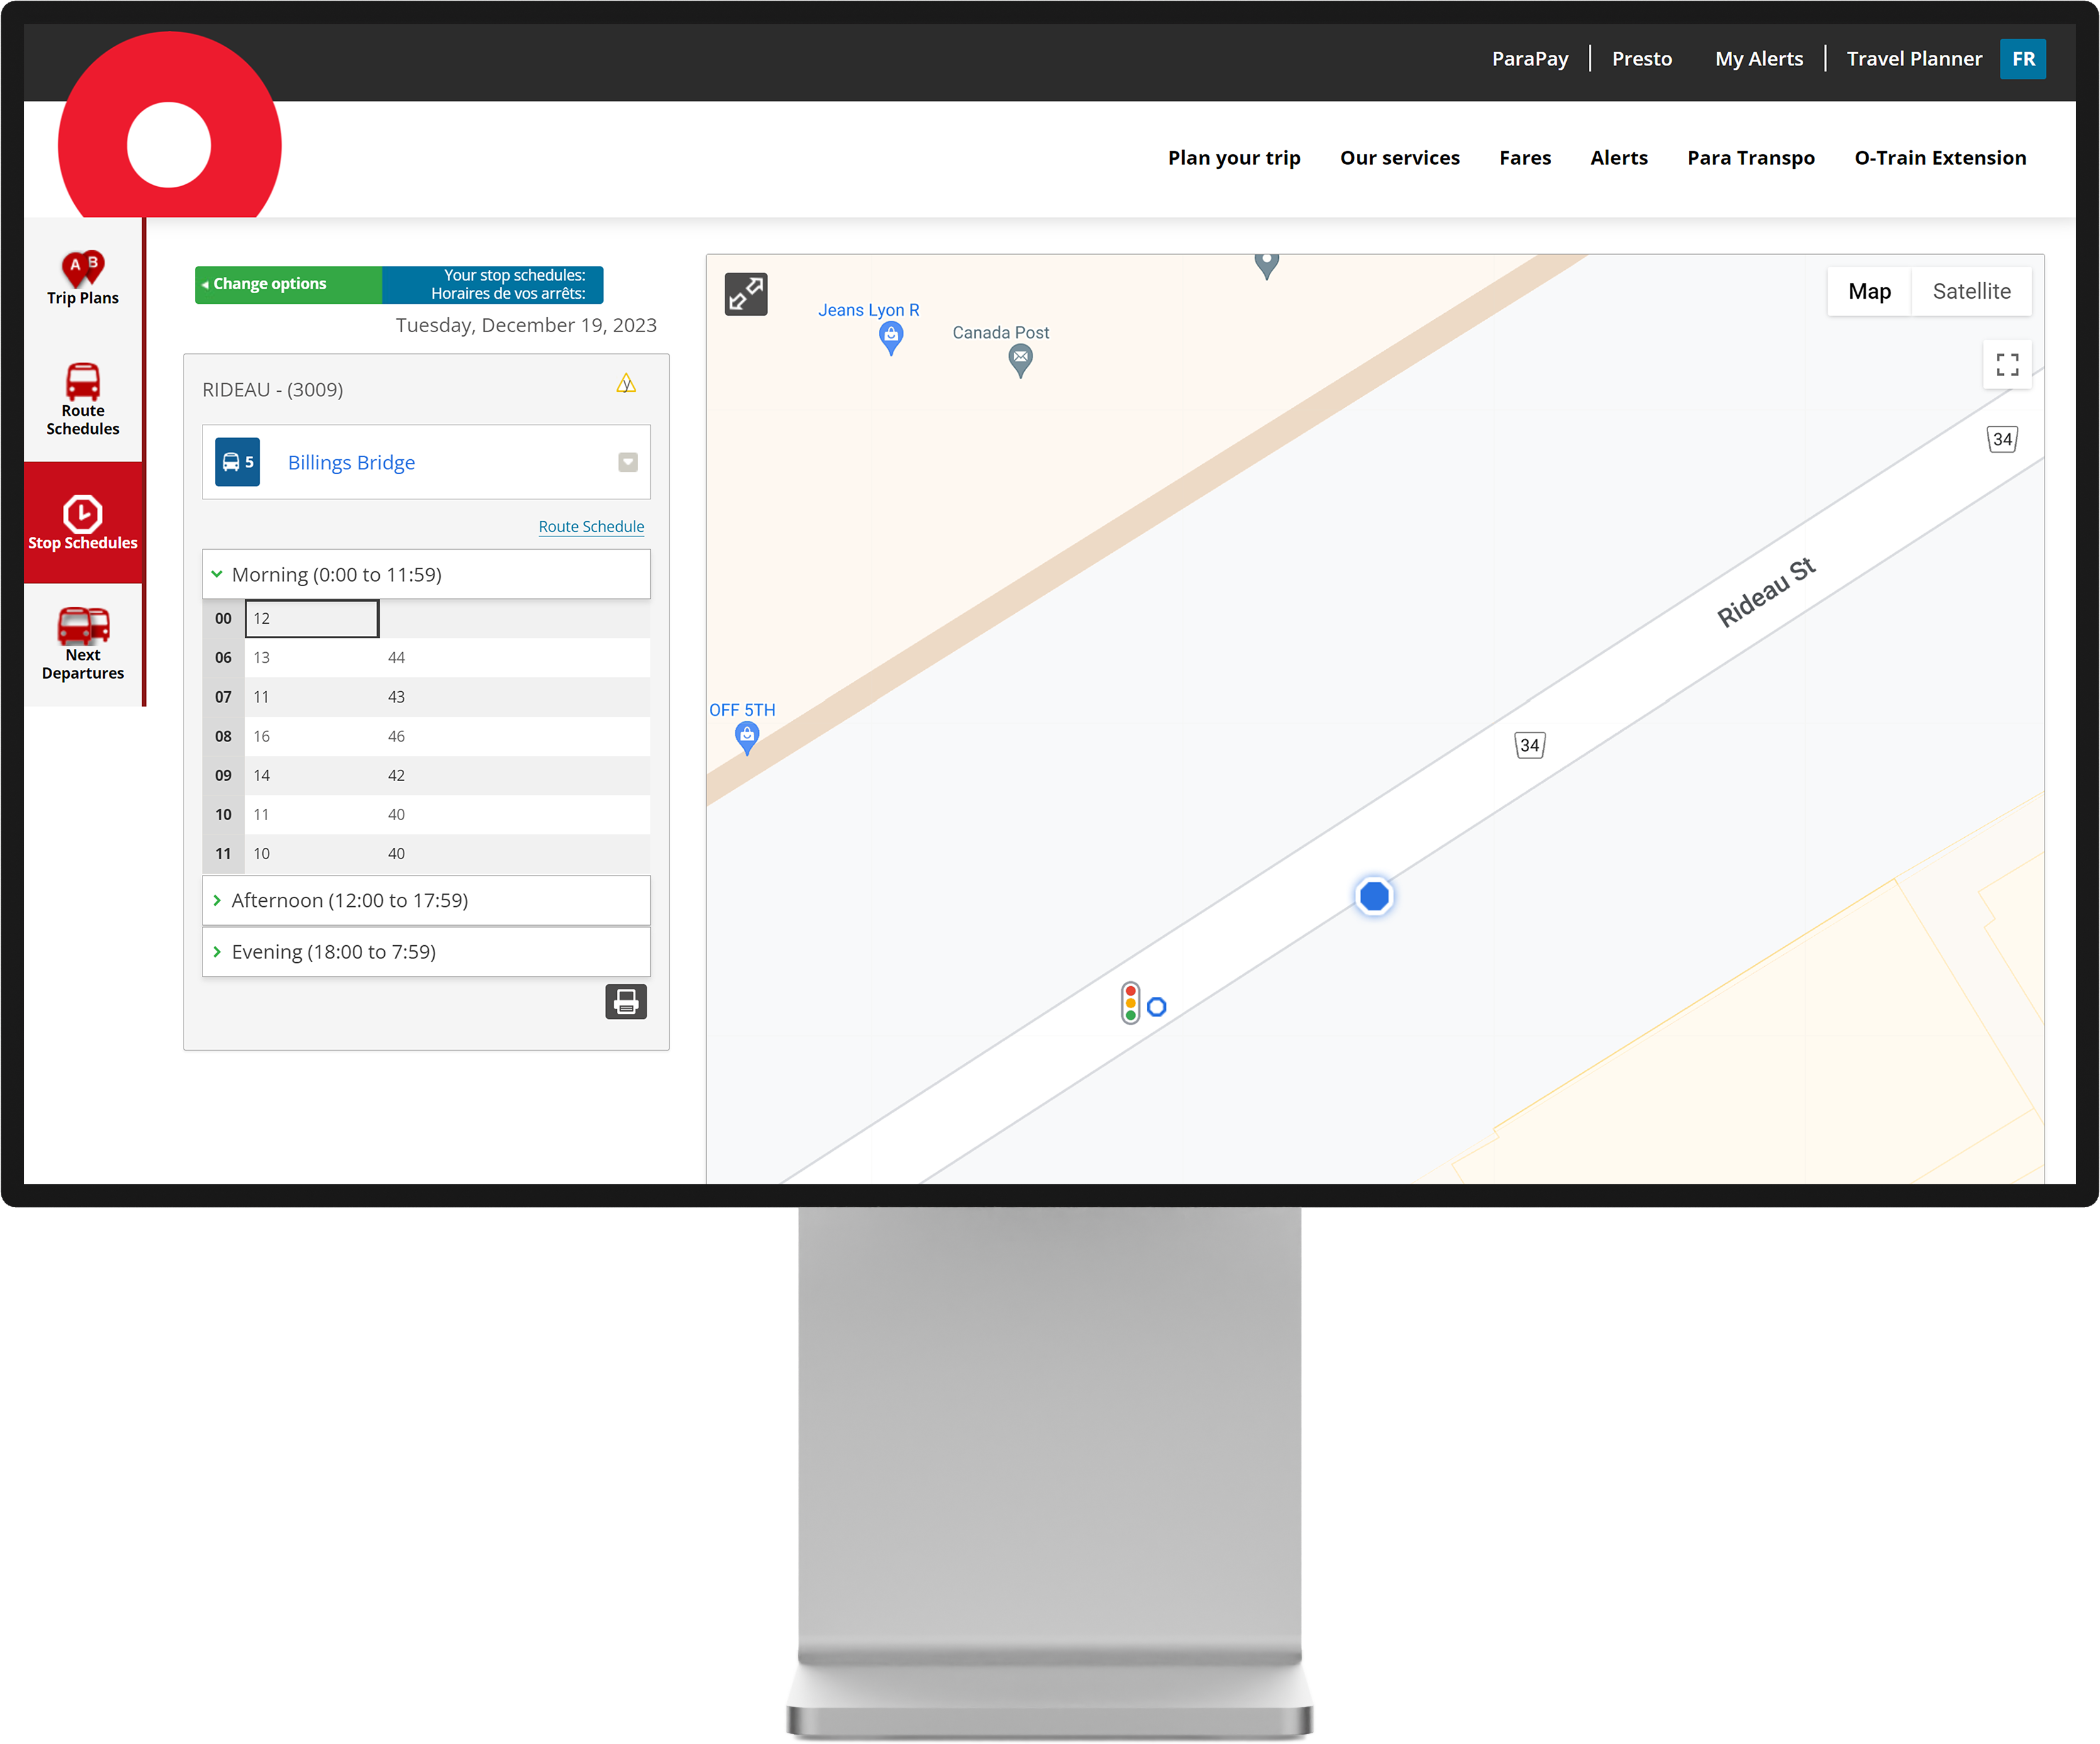 ParaPay Presto My Alerts Travel Planner FR
Plan your trip Our services Fares Alerts Para Transpo O-Train Extension
A B
Trip Plans
Route
Schedules
Stop Schedules
Next
Departures
Change options
Your stop schedules:
Horaires de vos arrêts:
Tuesday, December 19, 2023
RIDEAU - (3009)
y
5 Billings Bridge
Route Schedule
Morning (0:00 to 11:59)
00 12
06 13 44
07 11 43
08 16 46
09 14 42
10 11 40
11 10 40
Afternoon (12:00 to 17:59)
Evening (18:00 to 7:59)
Jeans Lyon R
Canada Post
Map Satellite
34
Rideau St
OFF 5TH
34